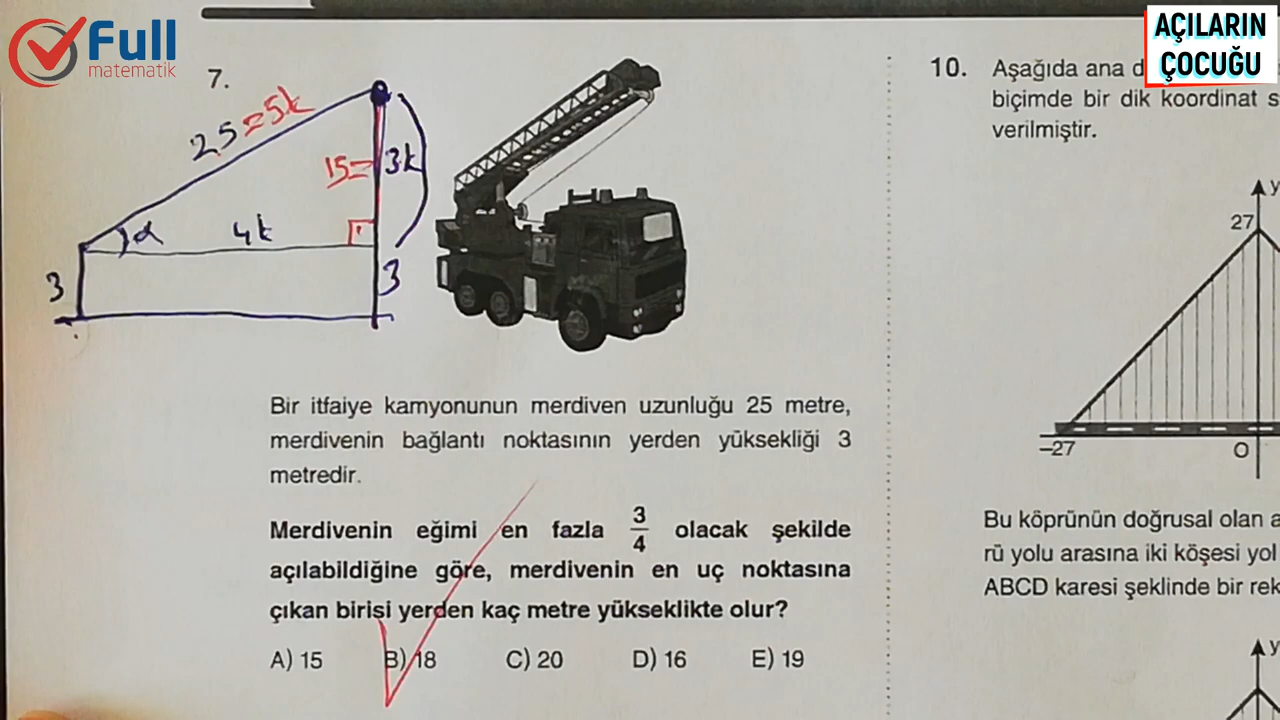 Full
matematik
AÇILARIN
ÇOCUĞU
7.
25=5k
15=
3k
α
4k
3
3
Bir itfaiye kamyonunun merdiven uzunluğu 25 metre,
merdivenin bağlantı noktasının yerden yüksekliği 3
metredir.
Merdivenin eğimi en fazla 3/4 olacak şekilde
açılabildiğine göre, merdivenin en uç noktasına
çıkan birisi yerden kaç metre yükseklikte olur?
A) 15 B) 18 C) 20 D) 16 E) 19
10. Aşağıda ana d
biçimde bir dik koordinat s
verilmiştir.
y
27
-27
O
Bu köprünün doğrusal olan a
rü yolu arasına iki köşesi yol
ABCD karesi şeklinde bir rek
y